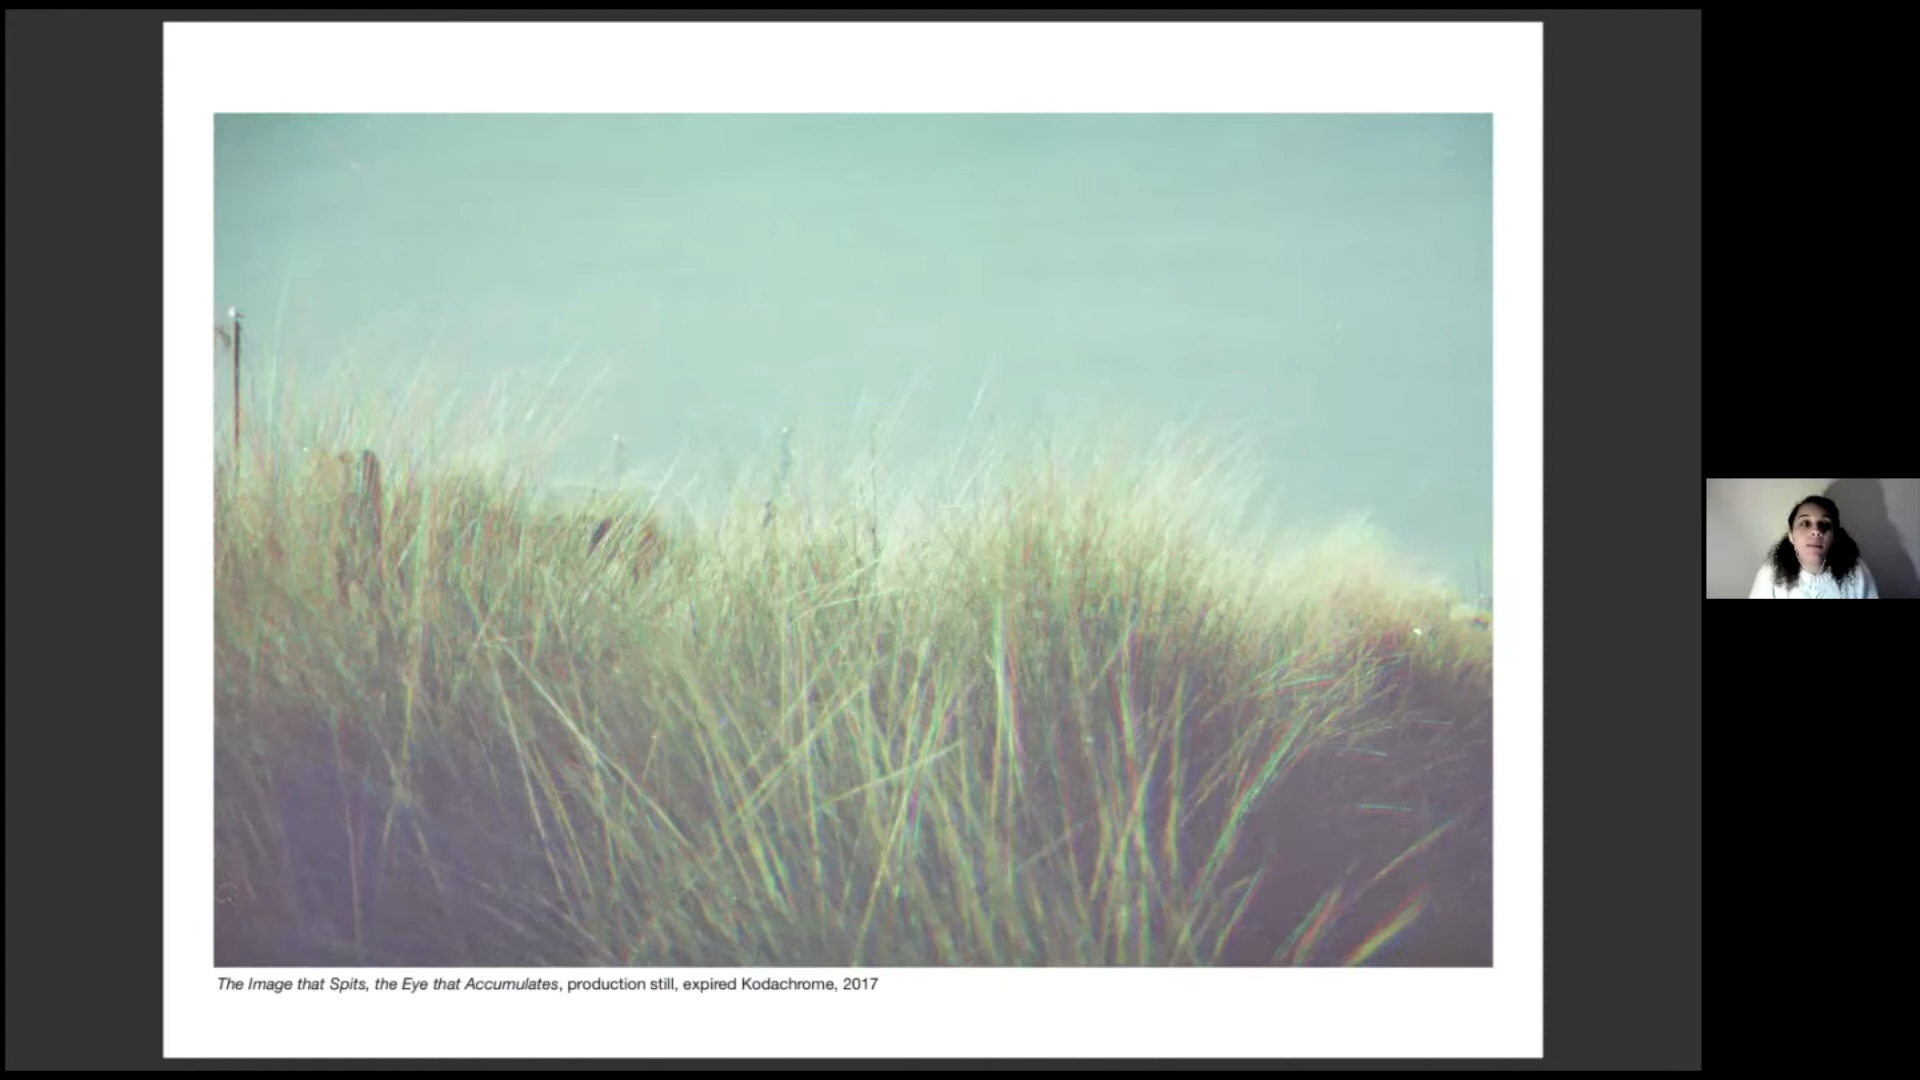 The Image that Spits, the Eye that Accumulates, production still, expired Kodachrome, 2017